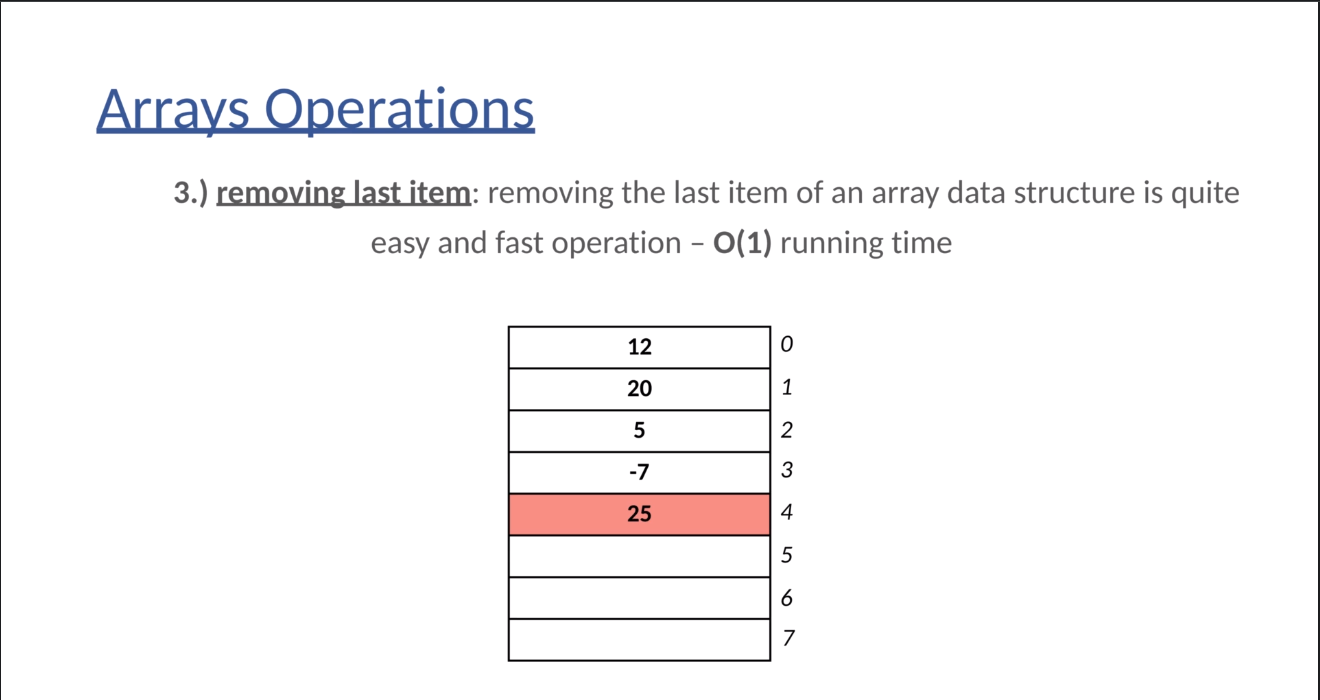 Arrays Operations
3.) removing last item: removing the last item of an array data structure is quite
easy and fast operation – O(1) running time
12 0
20 1
5 2
-7 3
25 4
5
6
7